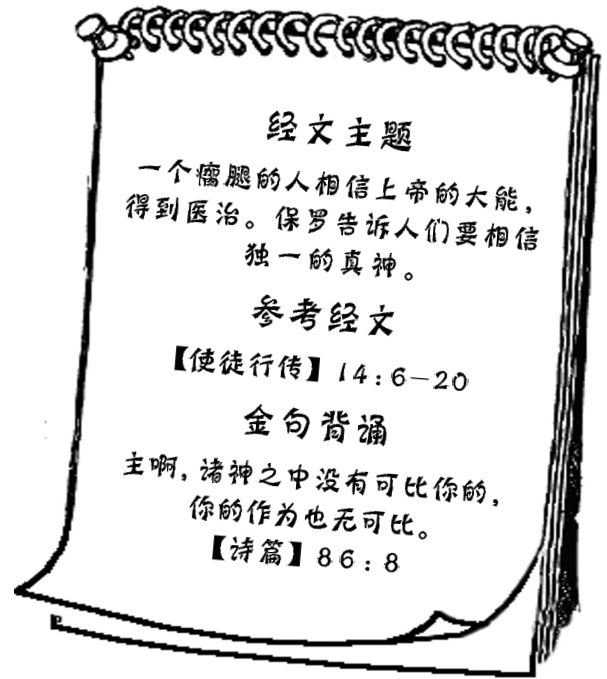 经文主题
一个瘸腿的人相信上帝的大能，
得到医治。保罗告诉人们要相信
独一的真神。
参考经文
【使徒行传】14：6－20
金句背诵
主啊，诸神之中没有可比你的，
你的作为也无可比。
【诗篇】86：8